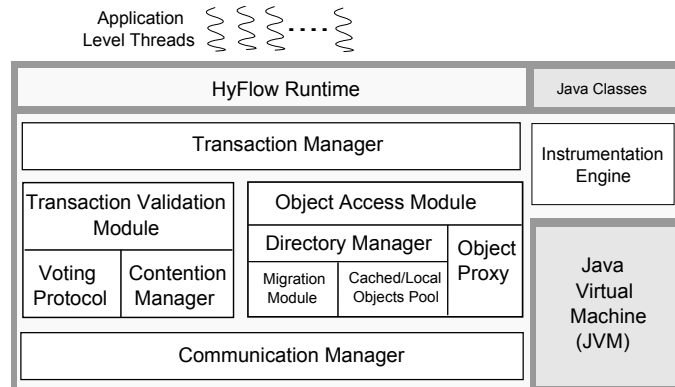 Application
Level Threads
HyFlow Runtime
Java Classes
Transaction Manager
Instrumentation
Engine
Transaction Validation
Module
Object Access Module
Directory Manager
Object
Proxy
Voting
Protocol
Contention
Manager
Migration
Module
Cached/Local
Objects Pool
Java
Virtual
Machine
(JVM)
Communication Manager